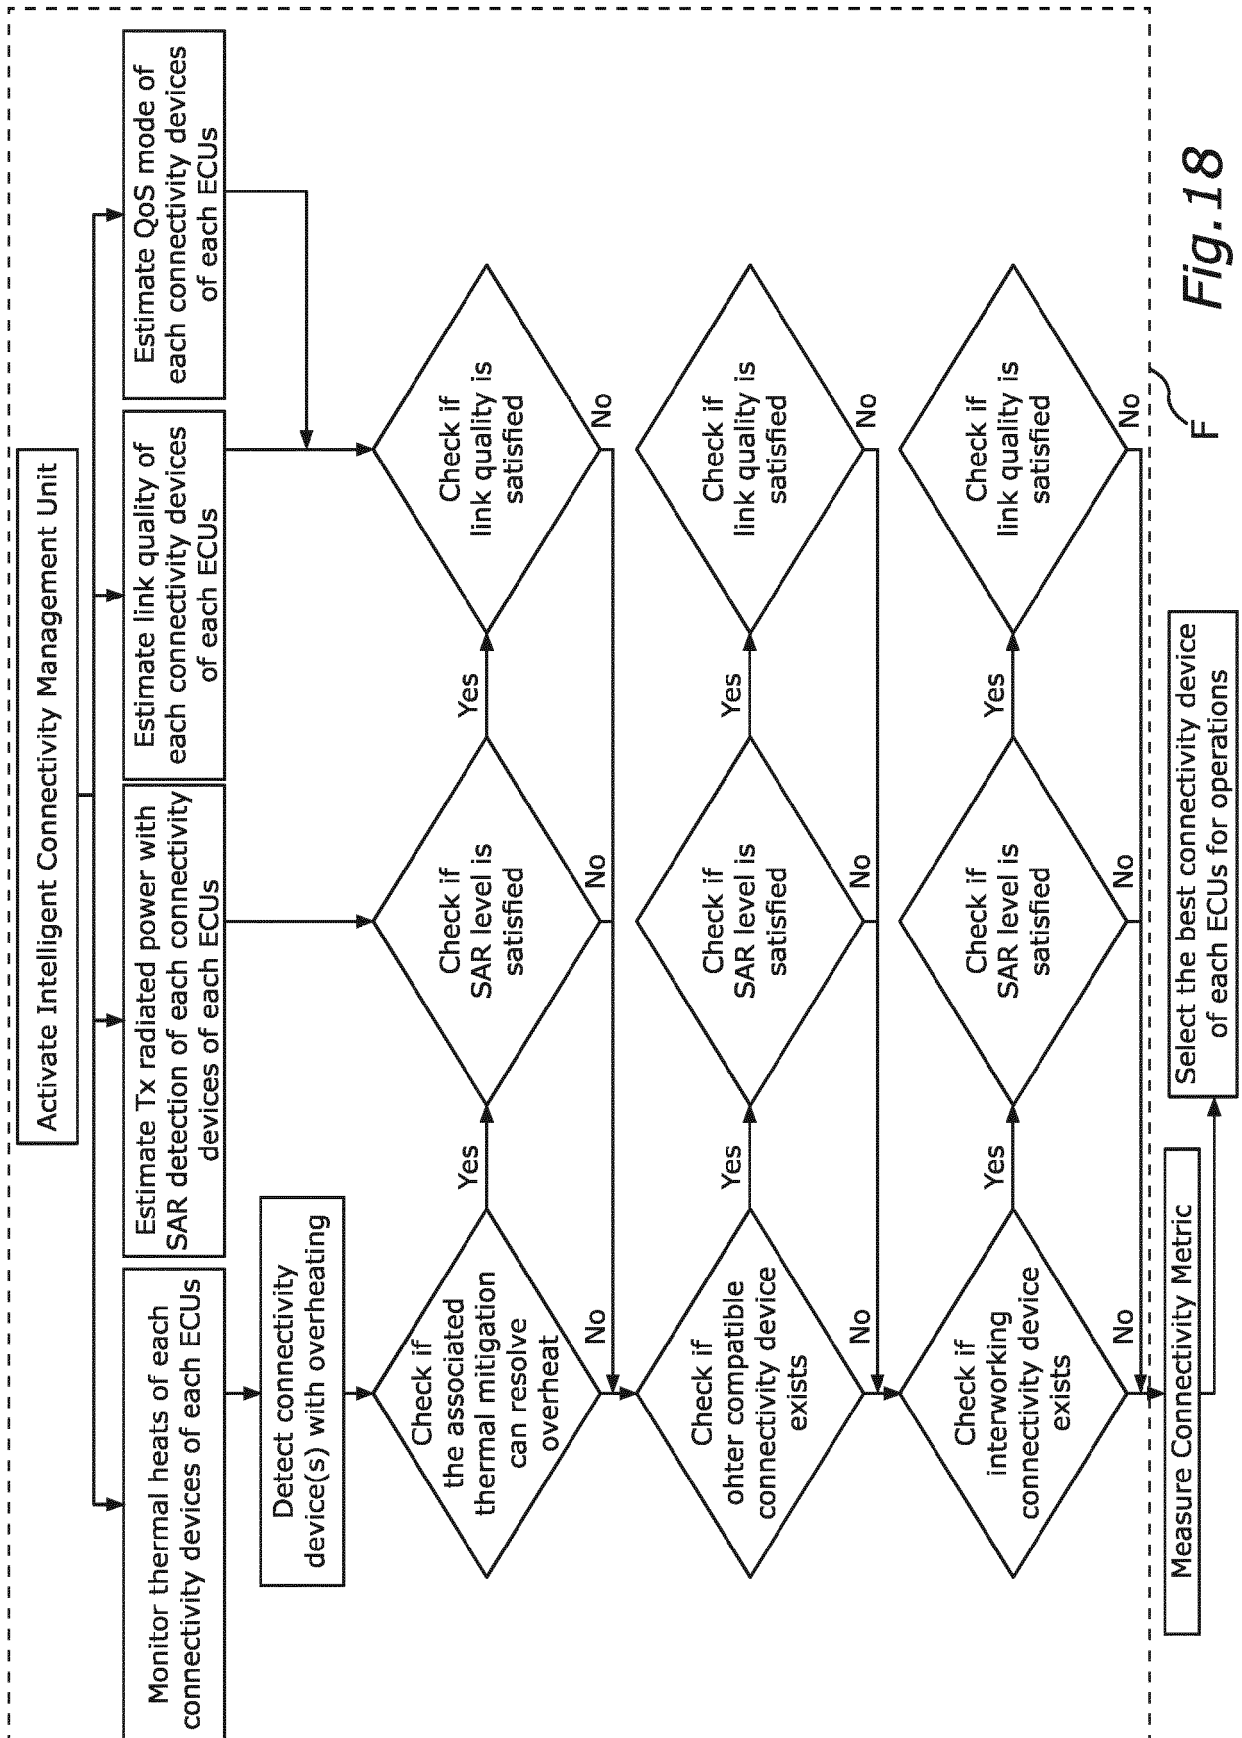 Activate Intelligent Connectivity Management Unit
Monitor thermal heats of each
connectivity devices of each ECUs
Estimate Tx radiated power with
SAR detection of each connectivity
devices of each ECUs
Estimate link quality of
each connectivity devices
of each ECUs
Estimate QoS mode of
each connectivity devices
of each ECUs
Detect connectivity
device(s) with overheating
Check if
the associated
thermal mitigation
can resolve
overheat
Yes
No
Check if
SAR level is
satisfied
Yes
No
Check if
link quality is
satisfied
No
Check if
ohter compatible
connectivity device
exists
Yes
No
Check if
SAR level is
satisfied
Yes
No
Check if
link quality is
satisfied
No
Check if
interworking
connectivity device
exists
Yes
No
Check if
SAR level is
satisfied
Yes
No
Check if
link quality is
satisfied
No
Measure Connectivity Metric
Select the best connectivity device
of each ECUs for operations
F
Fig.18